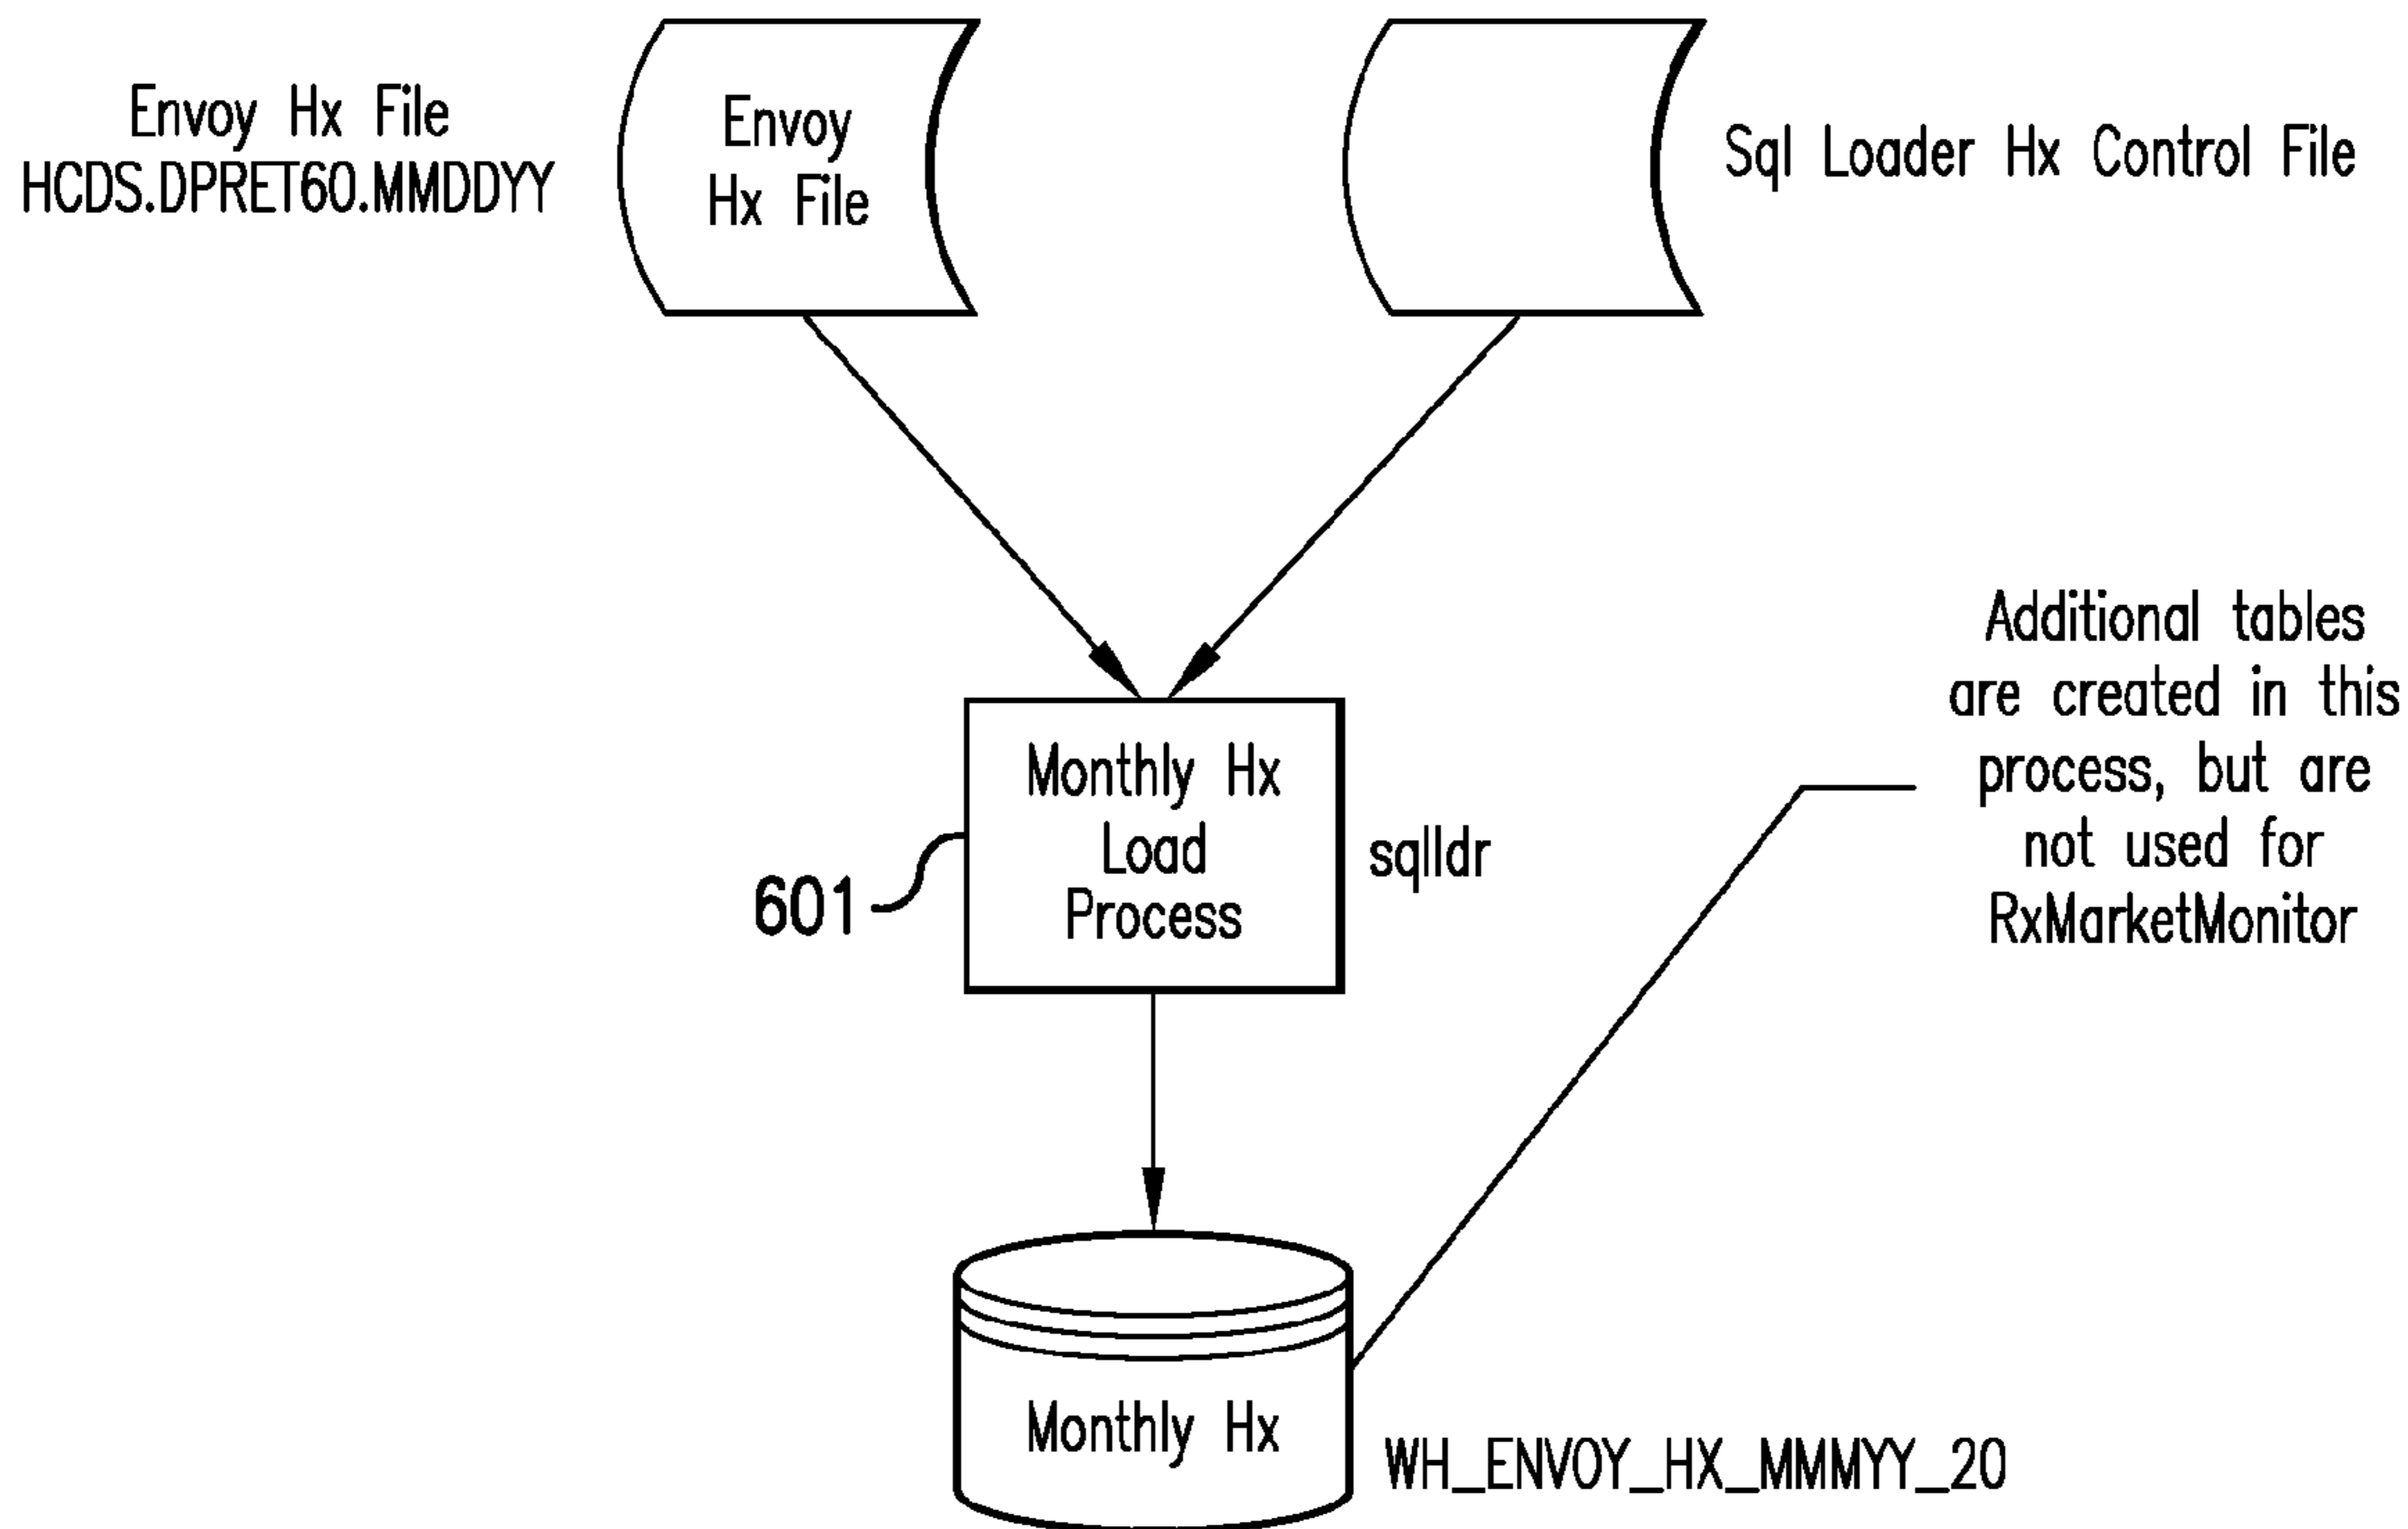 Envoy Hx File
HCDS.DPRET60.MMDDYY
Envoy
Hx File
Sql Loader Hx Control File
Monthly Hx
Load
Process
601
sqlldr
Additional tables
are created in this
process, but are
not used for
RxMarketMonitor
Monthly Hx
WH_ENVOY_HX_MMMYY_20